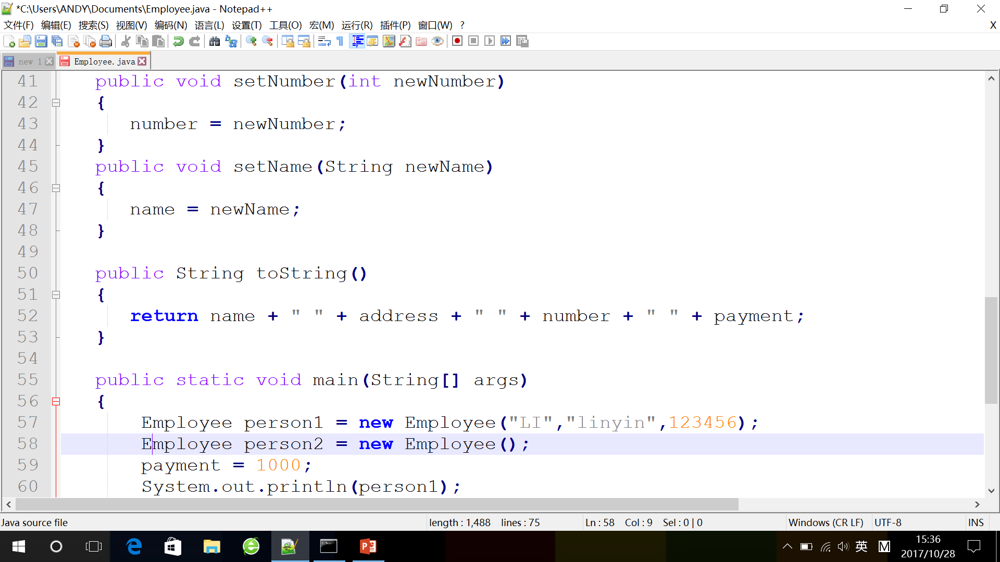 *C:\Users\ANDY\Documents\Employee.java - Notepad++
文件(F) 编辑(E) 搜索(S) 视图(V) 编码(N) 语言(L) 设置(T) 工具(O) 宏(M) 运行(R) 插件(P) 窗口(W) ? X
new 1 Employee.java
41 public void setNumber(int newNumber)
42 {
43 number = newNumber;
44 }
45 public void setName(String newName)
46 {
47 name = newName;
48 }
49
50 public String toString()
51 {
52 return name + " " + address + " " + number + " " + payment;
53 }
54
55 public static void main(String[] args)
56 {
57 Employee person1 = new Employee("LI","linyin",123456);
58 Employee person2 = new Employee();
59 payment = 1000;
60 System.out.println(person1);
Java source file length : 1,488 lines : 75 Ln : 58 Col : 9 Sel : 0 | 0 Windows (CR LF) UTF-8 INS
英 M 15:36
2017/10/28